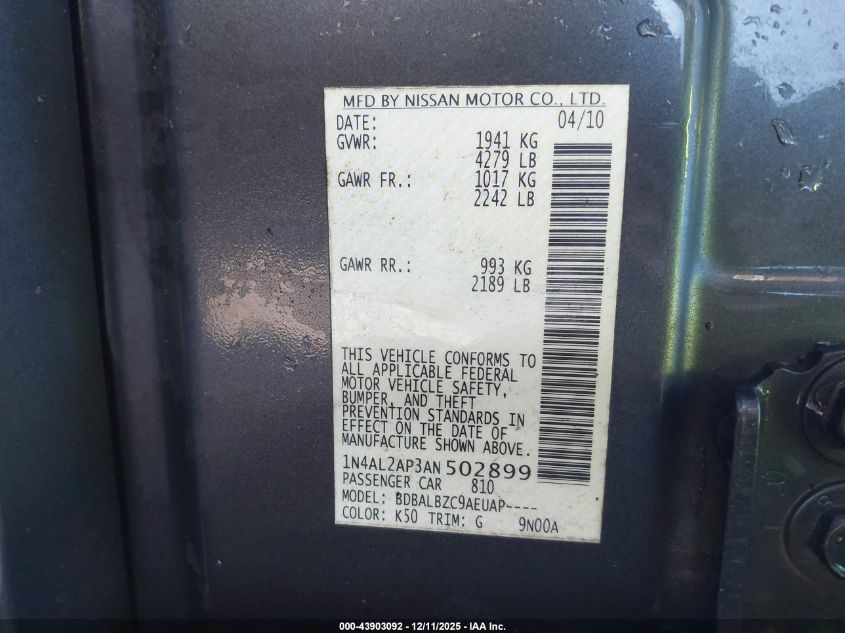 MFD BY NISSAN MOTOR CO., LTD.
DATE: 04/10
GVWR: 1941 KG
4279 LB
GAWR FR.: 1017 KG
2242 LB
GAWR RR.: 993 KG
2189 LB
THIS VEHICLE CONFORMS TO
ALL APPLICABLE FEDERAL
MOTOR VEHICLE SAFETY,
BUMPER, AND THEFT
PREVENTION STANDARDS IN
EFFECT ON THE DATE OF
MANUFACTURE SHOWN ABOVE.
1N4AL2AP3AN502899
PASSENGER CAR 810
MODEL: BDBALBZC9AEUAP----
COLOR: K50 TRIM: G 9N00A
000-43903092 • 12/11/2025 • IAA Inc.